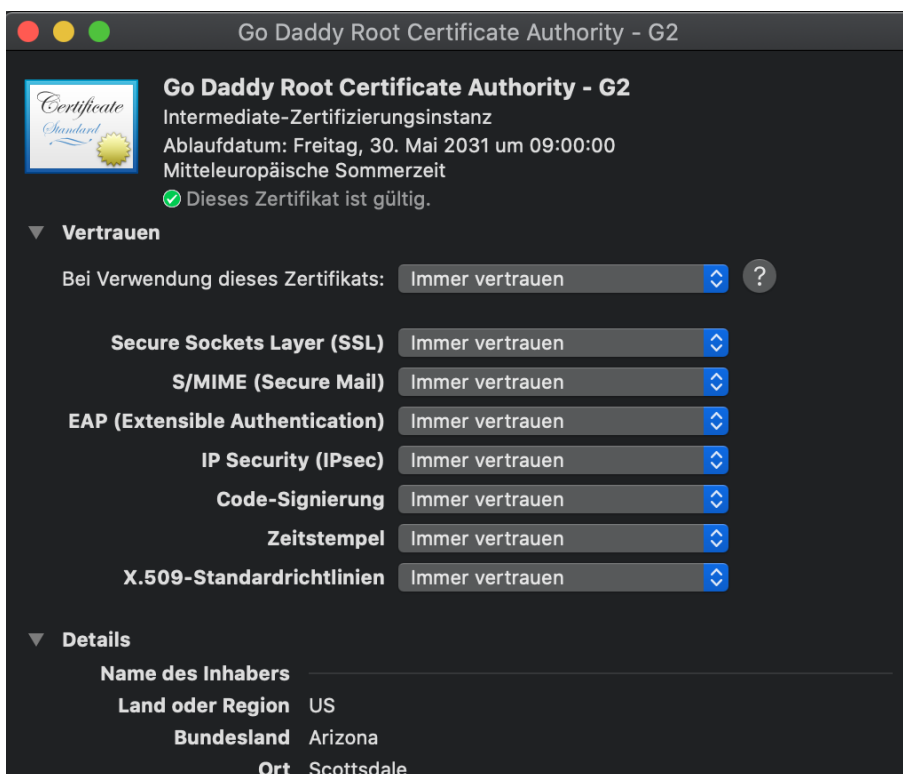 Go Daddy Root Certificate Authority - G2
Certificate
Standard
Go Daddy Root Certificate Authority - G2
Intermediate-Zertifizierungsinstanz
Ablaufdatum: Freitag, 30. Mai 2031 um 09:00:00
Mitteleuropäische Sommerzeit
Dieses Zertifikat ist gültig.
Vertrauen
Bei Verwendung dieses Zertifikats: Immer vertrauen ?
Secure Sockets Layer (SSL) Immer vertrauen
S/MIME (Secure Mail) Immer vertrauen
EAP (Extensible Authentication) Immer vertrauen
IP Security (IPsec) Immer vertrauen
Code-Signierung Immer vertrauen
Zeitstempel Immer vertrauen
X.509-Standardrichtlinien Immer vertrauen
Details
Name des Inhabers
Land oder Region US
Bundesland Arizona
Ort Scottsdale